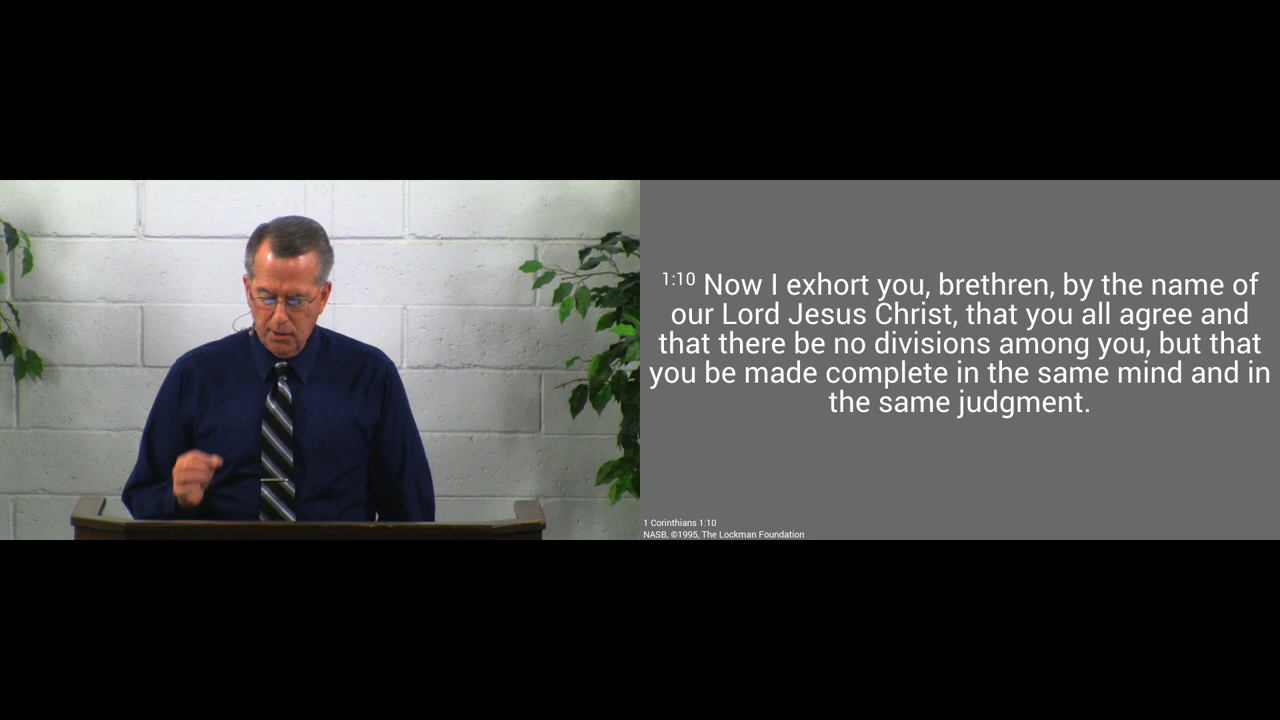 1:10 Now I exhort you, brethren, by the name of
our Lord Jesus Christ, that you all agree and
that there be no divisions among you, but that
you be made complete in the same mind and in
the same judgment.
1 Corinthians 1:10
NASB, ©1995, The Lockman Foundation